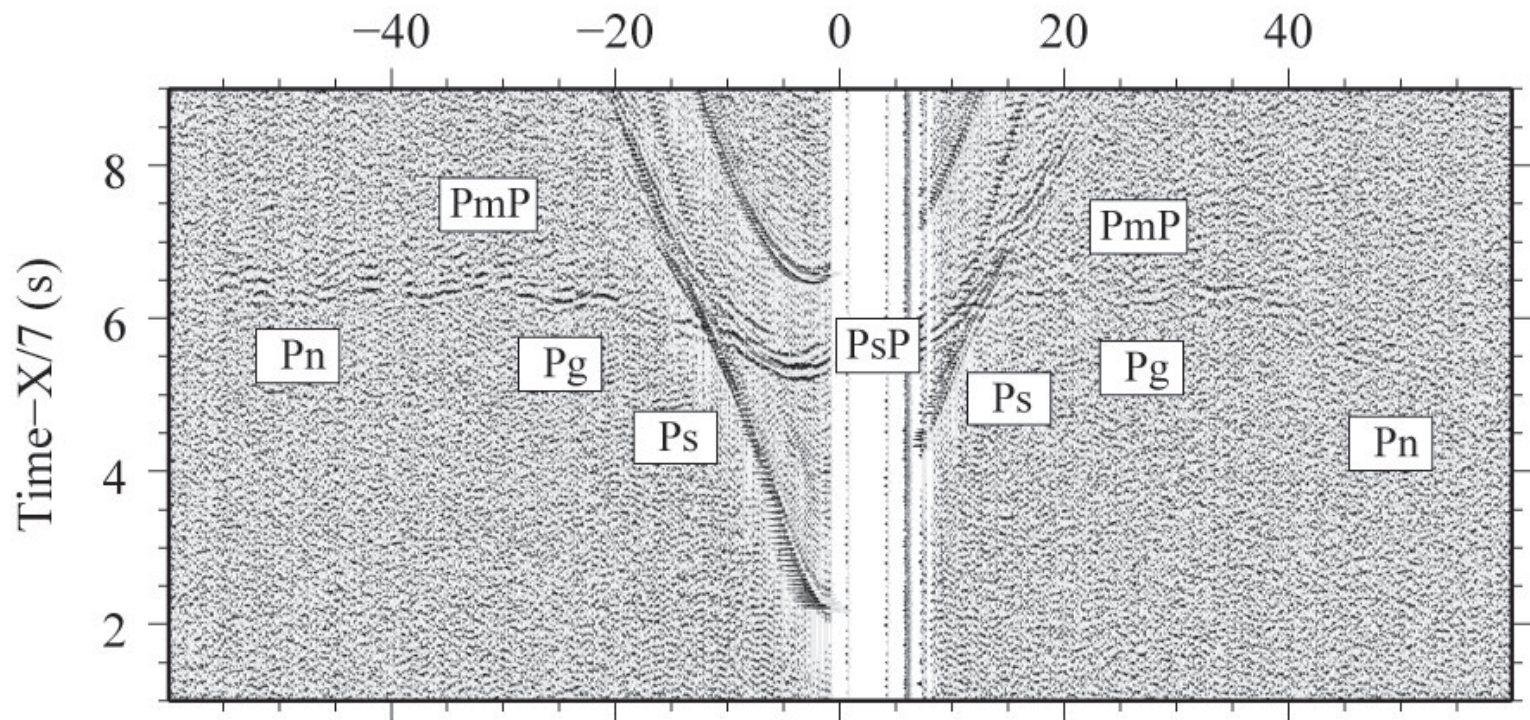 −40 −20 0 20 40
8
PmP
PmP
6
PsP
Pn
Pg
Pg
Ps
Ps
Pn
4
2
Time−X/7 (s)